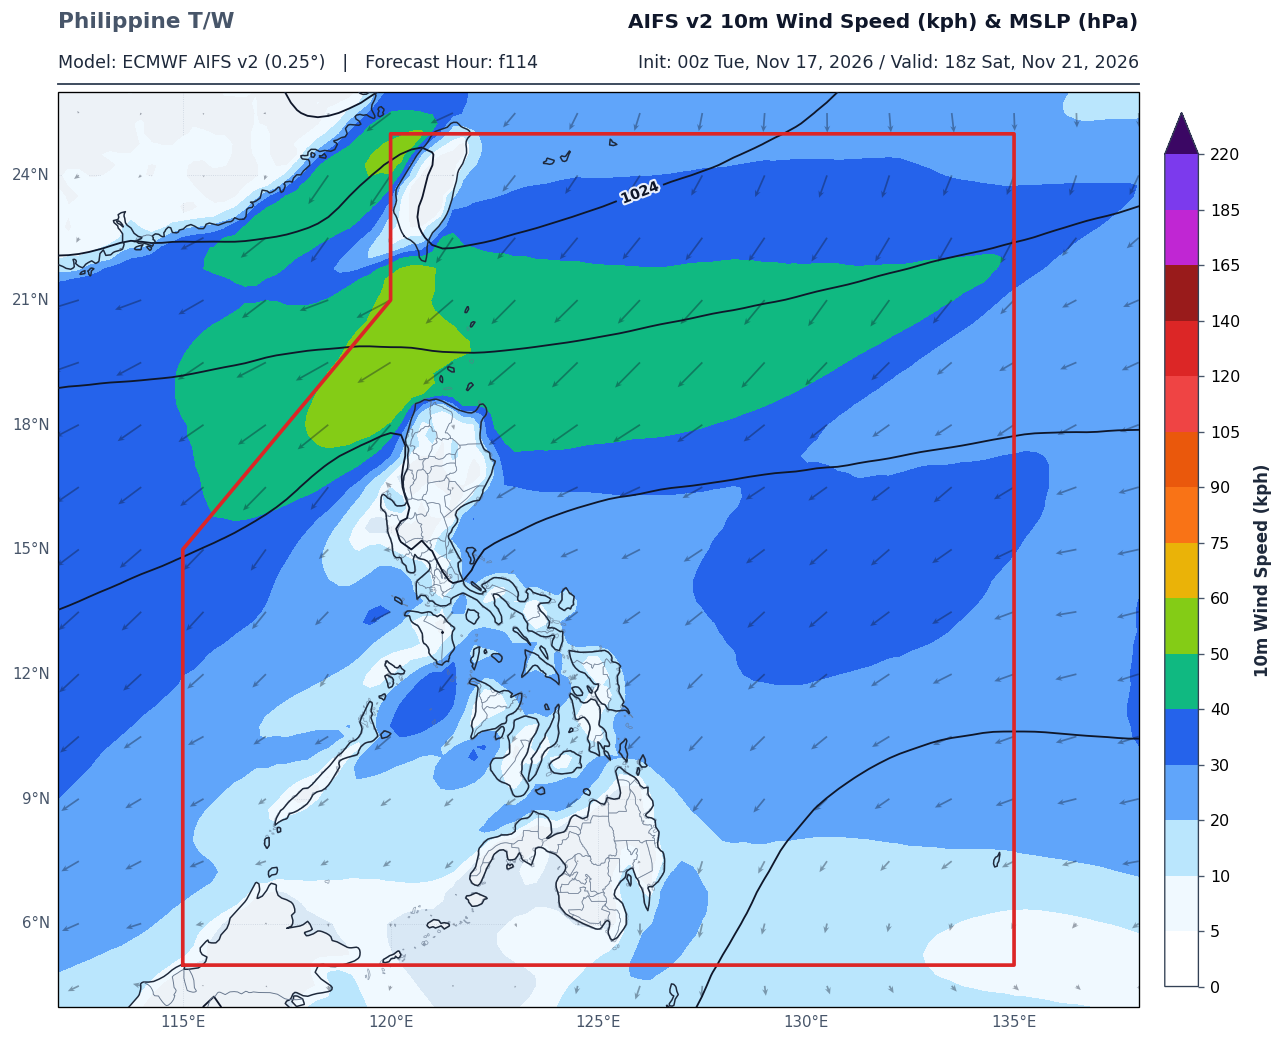 Philippine T/W
AIFS v2 10m Wind Speed (kph) & MSLP (hPa)
Model: ECMWF AIFS v2 (0.25°) | Forecast Hour: f114
Init: 00z Tue, Nov 17, 2026 / Valid: 18z Sat, Nov 21, 2026
24°N
21°N
18°N
15°N
12°N
9°N
6°N
115°E
120°E
125°E
130°E
135°E
1024
220
185
165
140
120
105
90
75
60
50
40
30
20
10
5
0
10m Wind Speed (kph)